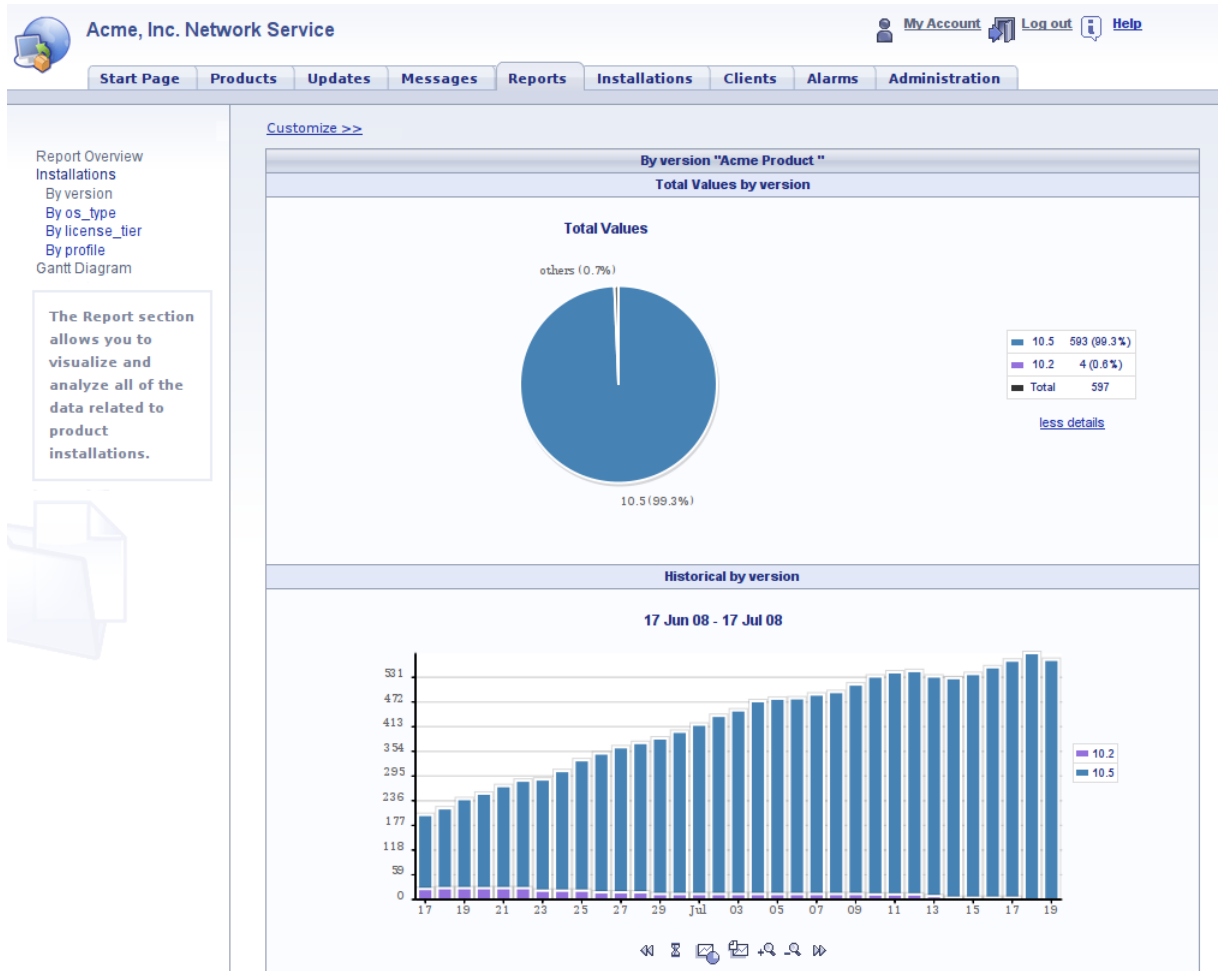 Acme, Inc. Network Service
My Account Log out Help
Start Page Products Updates Messages Reports Installations Clients Alarms Administration
Customize >>
Report Overview
Installations
By version
By os_type
By license_tier
By profile
Gantt Diagram
The Report section
allows you to
visualize and
analyze all of the
data related to
product
installations.
By version "Acme Product "
Total Values by version
Total Values
others (0.7%)
10.5(99.3%)
10.5 593 (99.3%)
10.2 4 (0.6%)
Total 597
less details
Historical by version
17 Jun 08 - 17 Jul 08
531
472
413
354
295
236
177
118
59
0
17 19 21 23 25 27 29 Jul 03 05 07 09 11 13 15 17 19
10.2
10.5